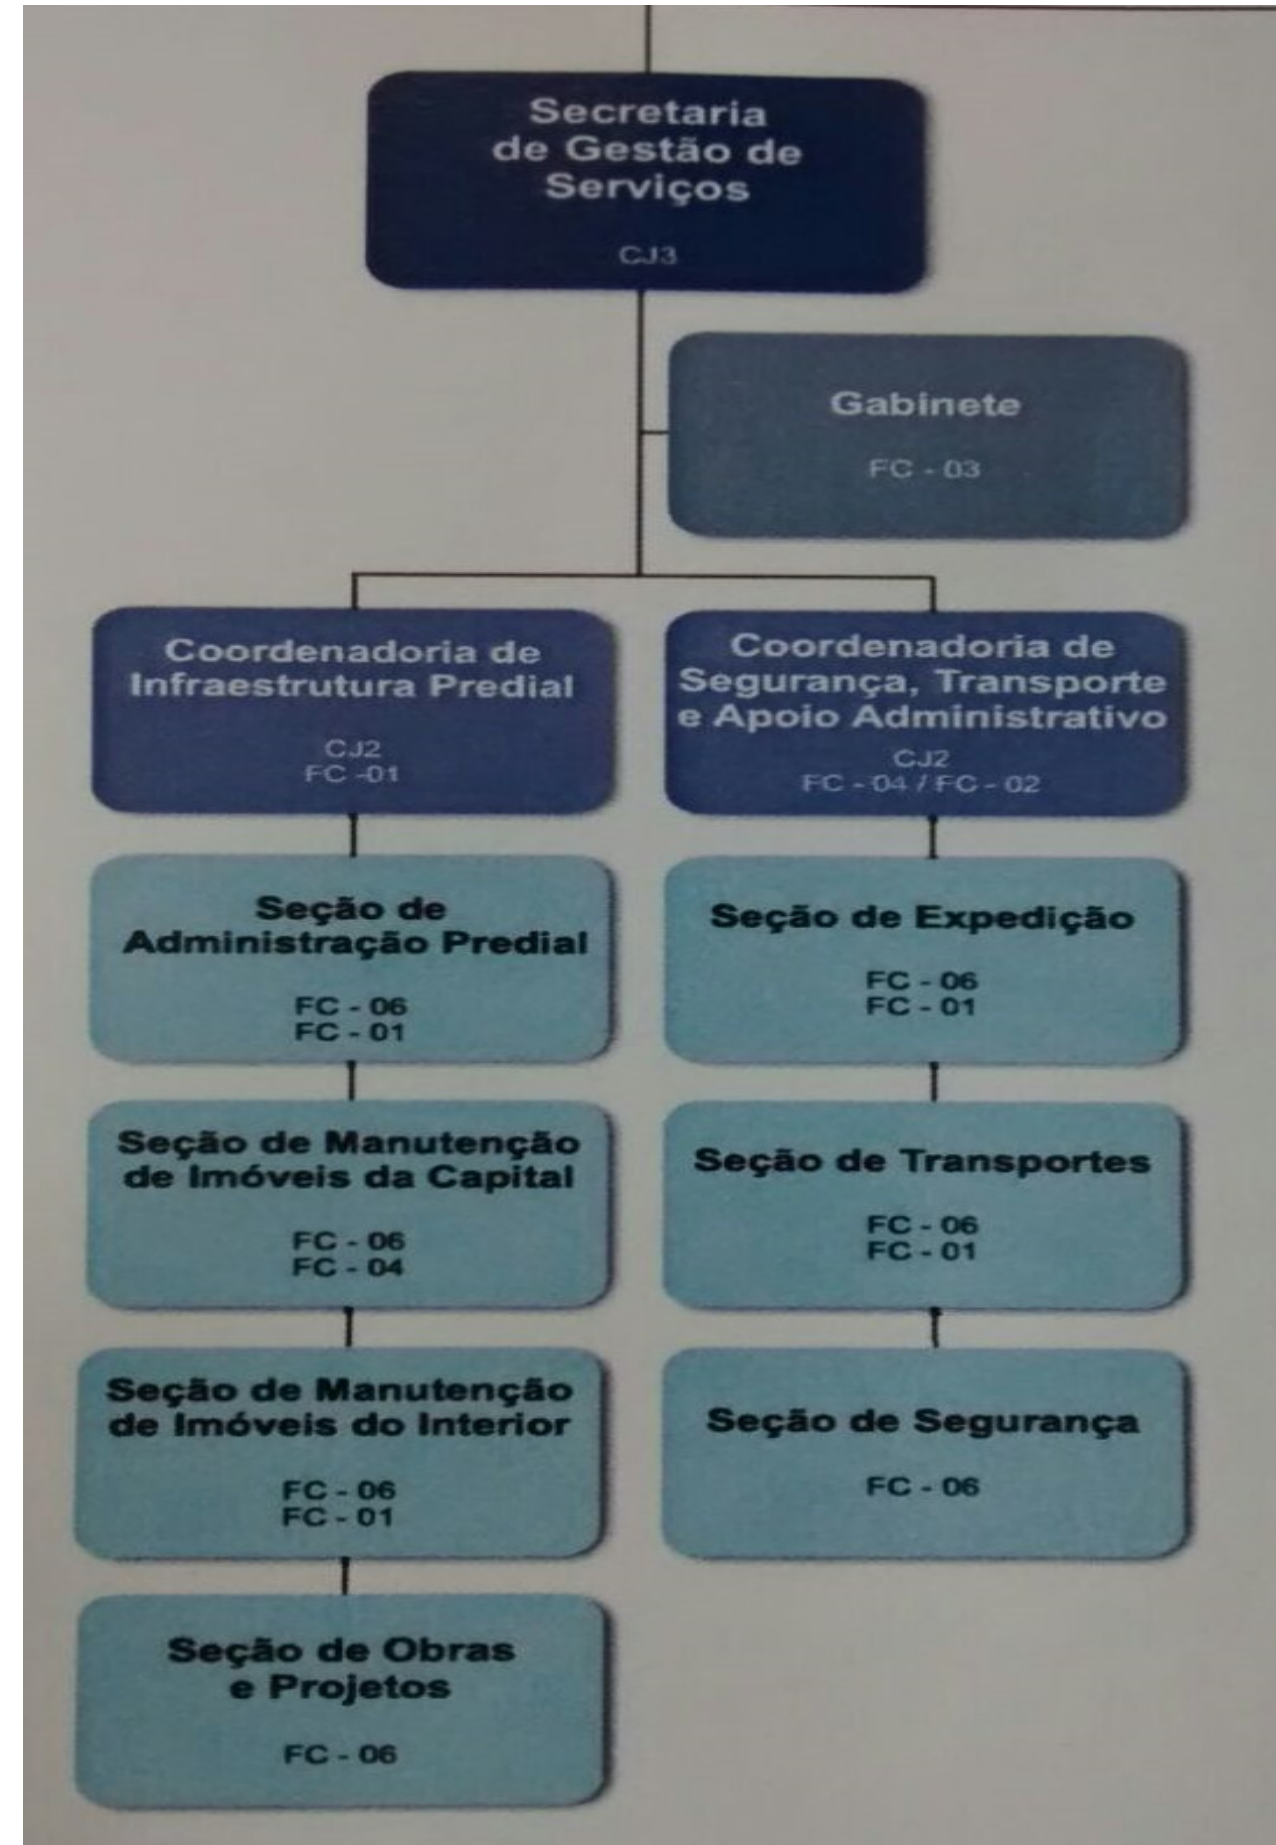 Secretaria
de Gestão de
Serviços
CJ3
Gabinete
FC - 03
Coordenadoria de
Infraestrutura Predial
CJ2
FC -01
Coordenadoria de
Segurança, Transporte
e Apoio Administrativo
CJ2
FC - 04 / FC - 02
Seção de
Administração Predial
FC - 06
FC - 01
Seção de Expedição
FC - 06
FC - 01
Seção de Manutenção
de Imóveis da Capital
FC - 06
FC - 04
Seção de Transportes
FC - 06
FC - 01
Seção de Manutenção
de Imóveis do Interior
FC - 06
FC - 01
Seção de Segurança
FC - 06
Seção de Obras
e Projetos
FC - 06